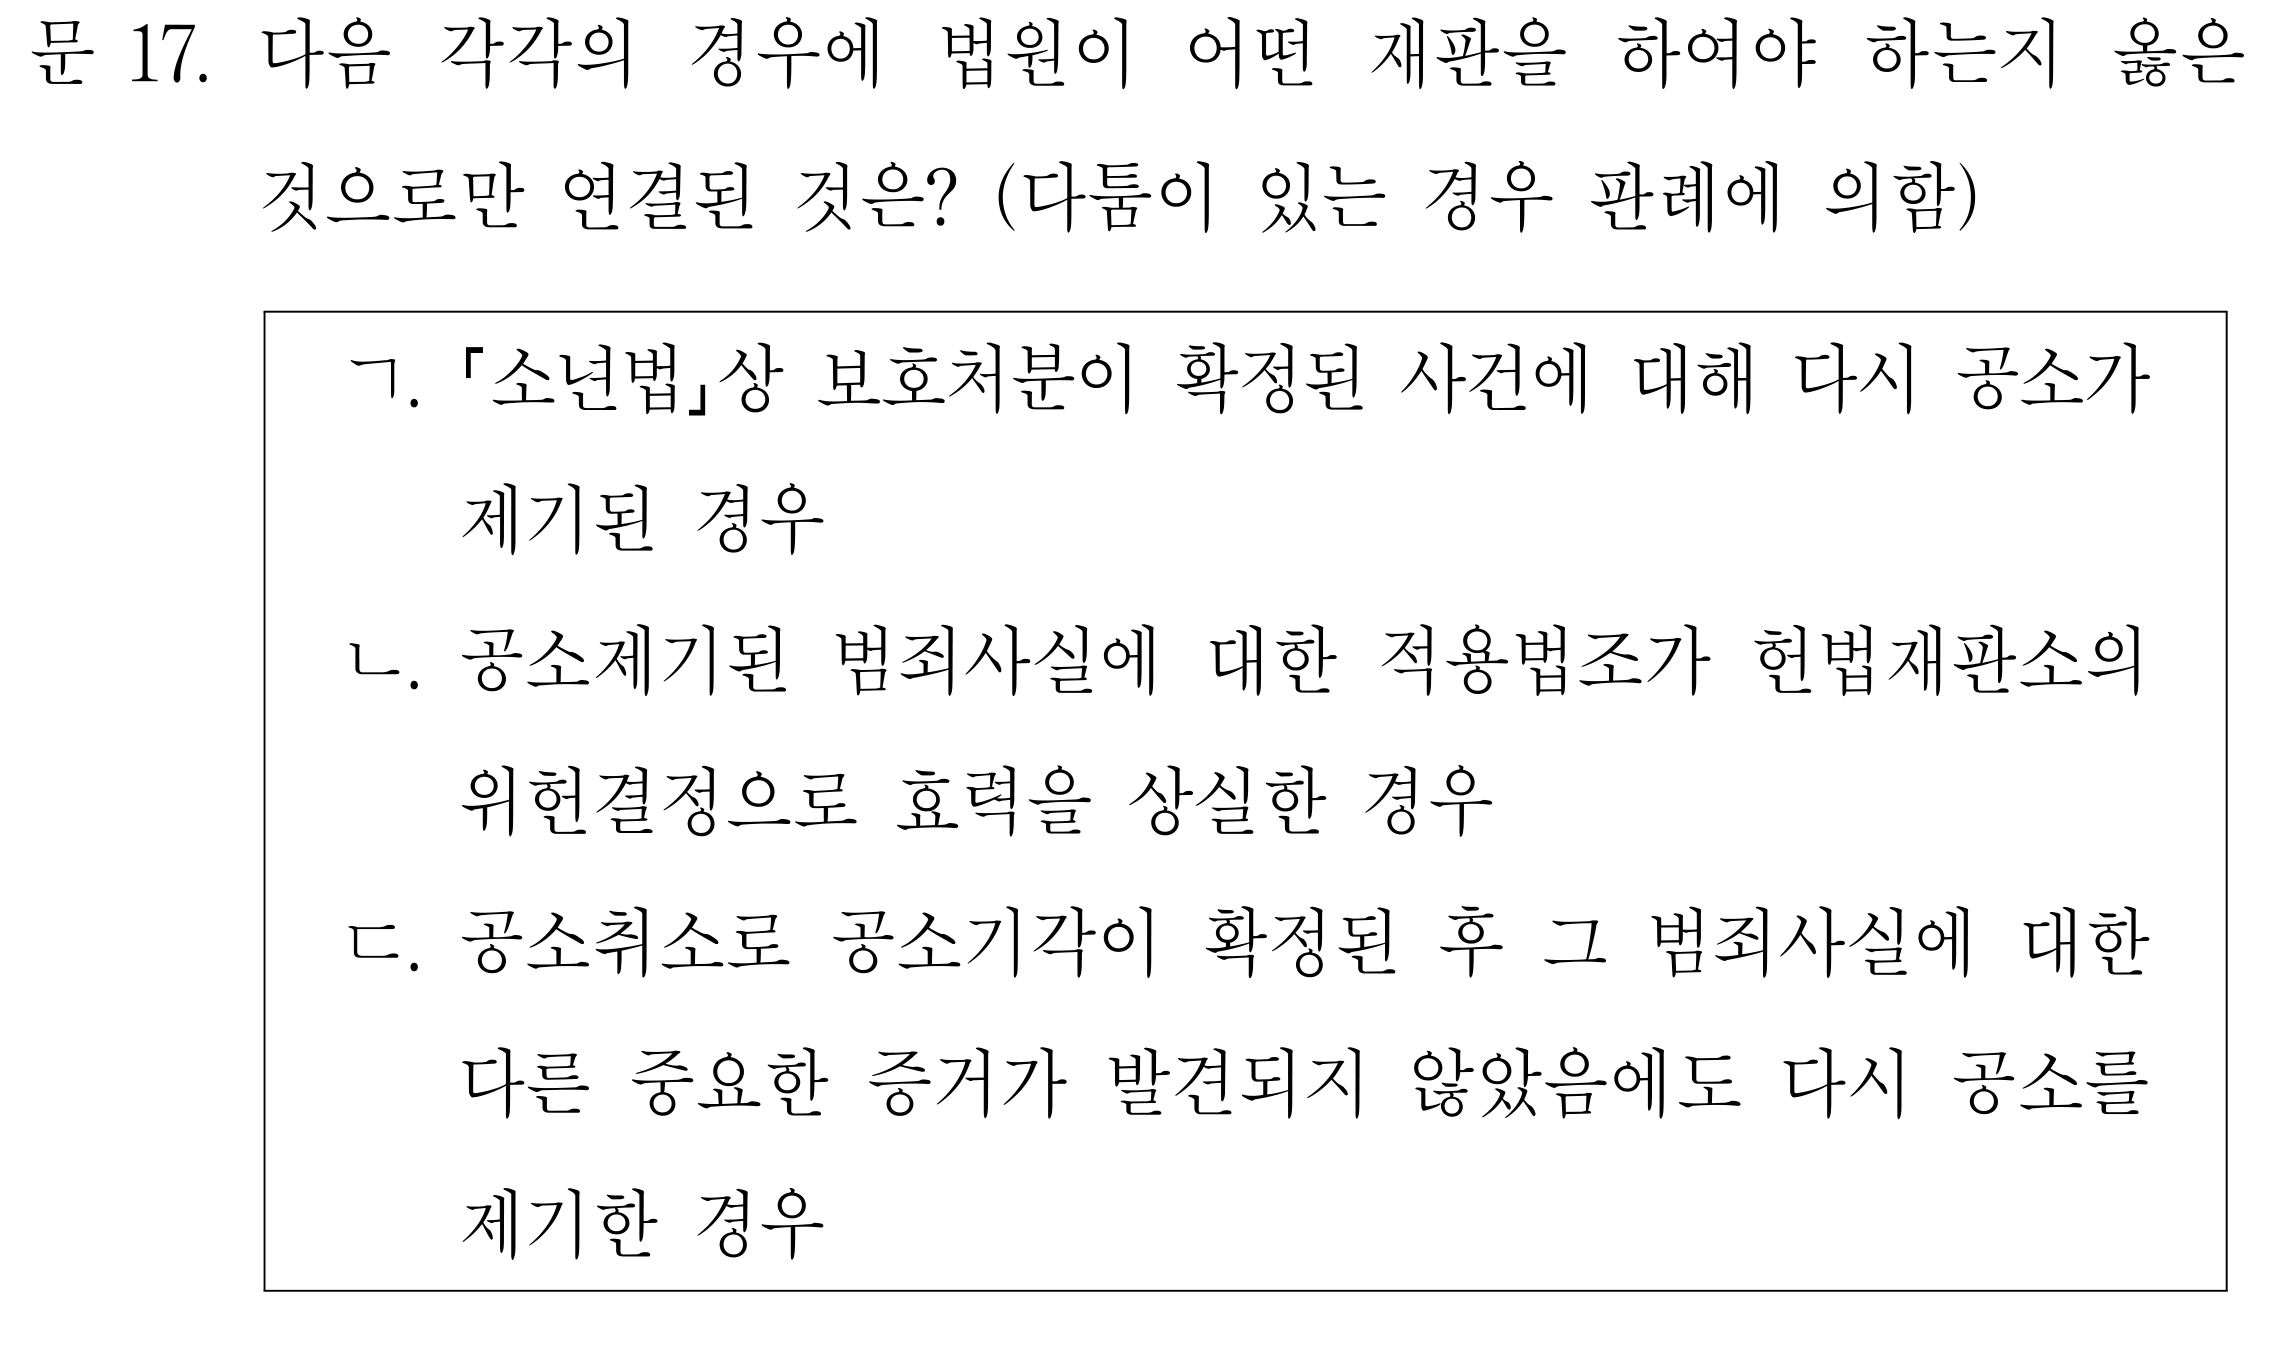 문 17. 다음 각각의 경우에 법원이 어떤 재판을 하여야 하는지 옳은
것으로만 연결된 것은? (다툼이 있는 경우 판례에 의함)
ㄱ. ｢소년법｣상 보호처분이 확정된 사건에 대해 다시 공소가
제기된 경우
ㄴ. 공소제기된 범죄사실에 대한 적용법조가 헌법재판소의
위헌결정으로 효력을 상실한 경우
ㄷ. 공소취소로 공소기각이 확정된 후 그 범죄사실에 대한
다른 중요한 증거가 발견되지 않았음에도 다시 공소를
제기한 경우